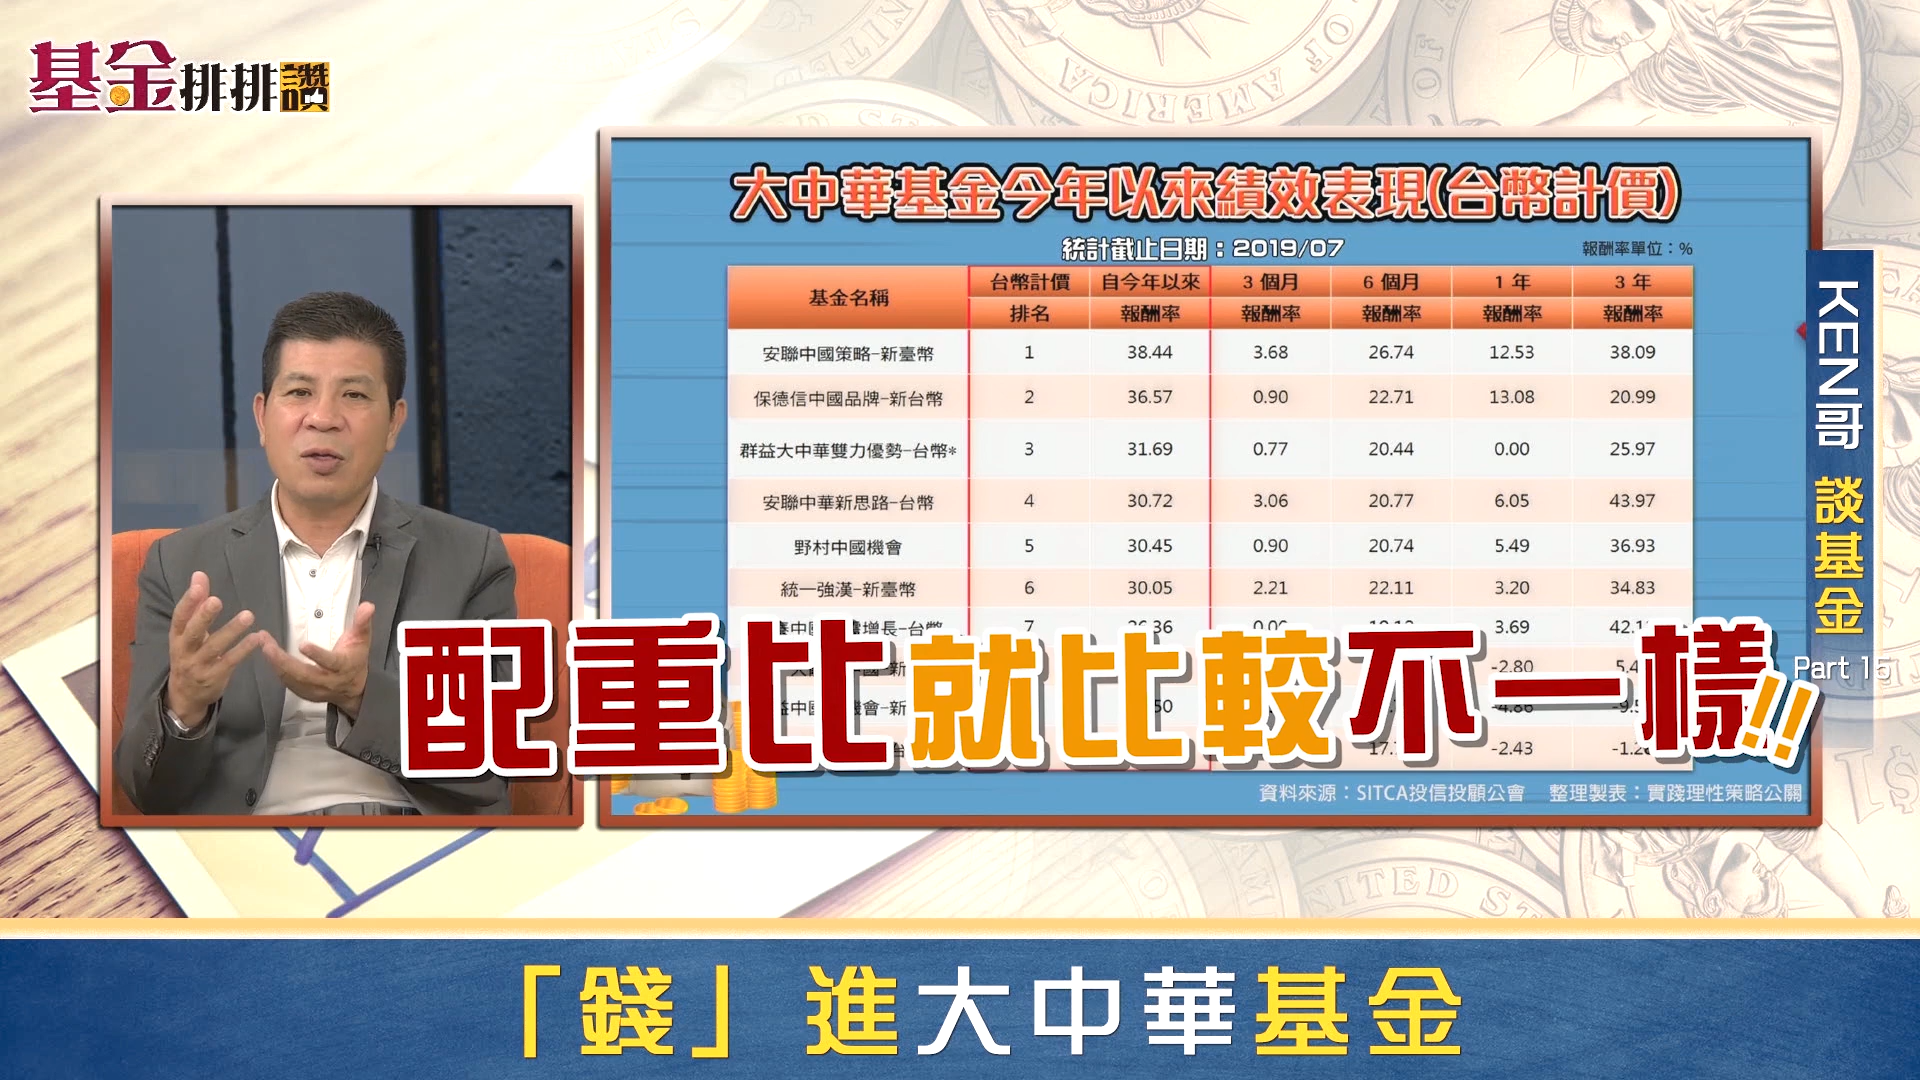 基金排排讚
大中華基金今年以來績效表現(台幣計價)
統計截止日期：2019/07
報酬率單位：%
基金名稱 台幣計價 排名 自今年以來 報酬率 3 個月 報酬率 6 個月 報酬率 1 年 報酬率 3 年 報酬率
安聯中國策略-新臺幣 1 38.44 3.68 26.74 12.53 38.09
保德信中國品牌-新台幣 2 36.57 0.90 22.71 13.08 20.99
群益大中華雙力優勢-台幣* 3 31.69 0.77 20.44 0.00 25.97
安聯中華新思路-台幣 4 30.72 3.06 20.77 6.05 43.97
野村中國機會 5 30.45 0.90 20.74 5.49 36.93
統一強漢-新臺幣 6 30.05 2.21 22.11 3.20 34.83
增長-台幣 7 3.69
-2.80
機會-新
-2.43
配重比就比較不一樣!!
資料來源：SITCA投信投顧公會 整理製表：實踐理性策略公關
KEN哥 談基金
Part 15
「錢」進大中華基金